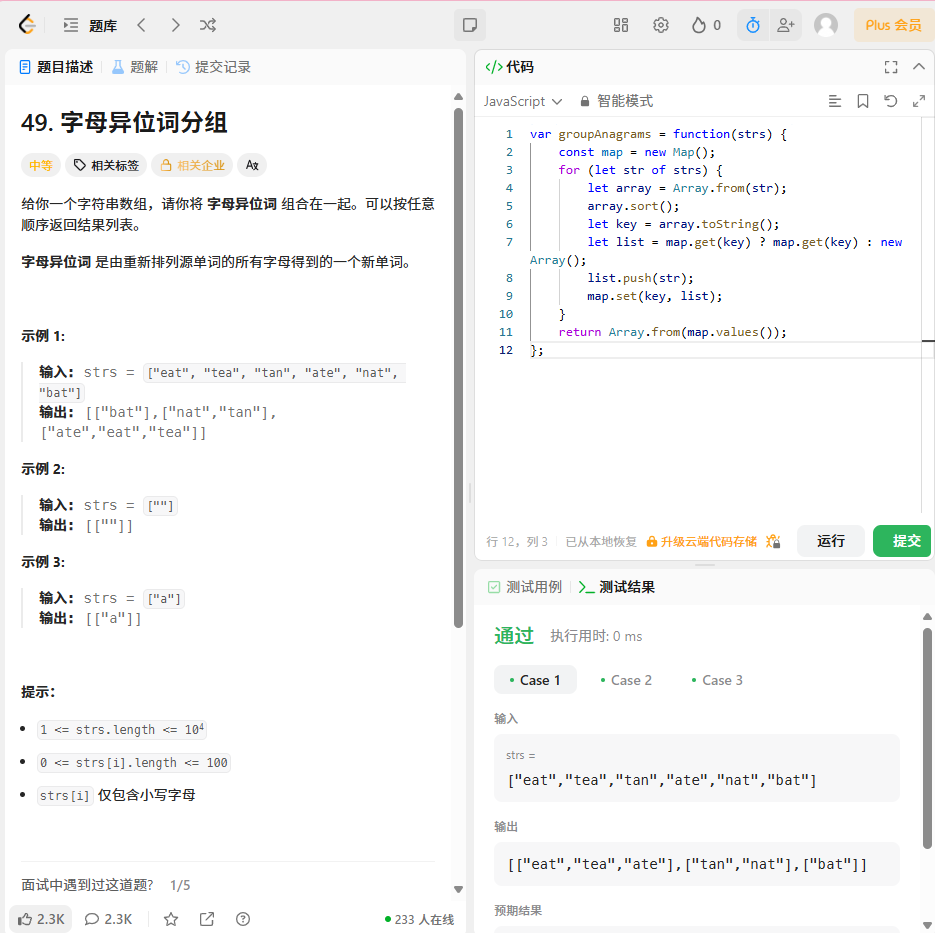 题库
0
Plus 会员
题目描述
题解
提交记录
49. 字母异位词分组
中等
相关标签
相关企业
给你一个字符串数组，请你将 字母异位词 组合在一起。可以按任意
顺序返回结果列表。
字母异位词 是由重新排列源单词的所有字母得到的一个新单词。
示例 1:
输入: strs = ["eat", "tea", "tan", "ate", "nat",
"bat"]
输出: [["bat"],["nat","tan"],
["ate","eat","tea"]]
示例 2:
输入: strs = [""]
输出: [[""]]
示例 3:
输入: strs = ["a"]
输出: [["a"]]
提示：
1 <= strs.length <= 10⁴
0 <= strs[i].length <= 100
strs[i] 仅包含小写字母
面试中遇到过这道题? 1/5
2.3K
2.3K
233 人在线
</> 代码
JavaScript
智能模式
1 var groupAnagrams = function(strs) {
2 const map = new Map();
3 for (let str of strs) {
4 let array = Array.from(str);
5 array.sort();
6 let key = array.toString();
7 let list = map.get(key) ? map.get(key) : new
Array();
8 list.push(str);
9 map.set(key, list);
10 }
11 return Array.from(map.values());
12 };
行 12，列 3
已从本地恢复
升级云端代码存储
运行
提交
测试用例
测试结果
通过 执行用时: 0 ms
Case 1
Case 2
Case 3
输入
strs =
["eat","tea","tan","ate","nat","bat"]
输出
[["eat","tea","ate"],["tan","nat"],["bat"]]
预期结果